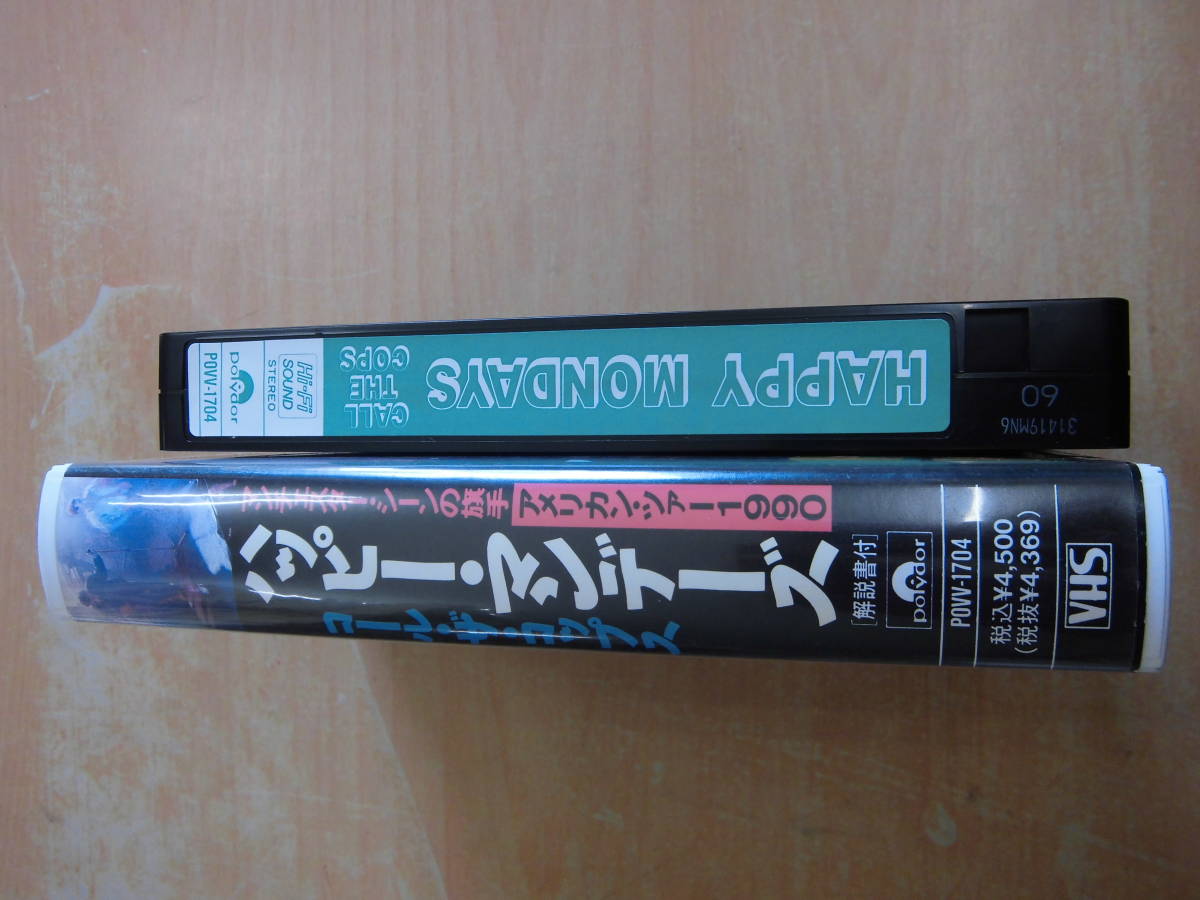 HAPPY MONDAYS
CALL
THE
COPS
Hi-Fi
SOUND
STEREO
polydor
POVV-1704
60
31419MN6
マンチェスター・シーンの旗手
アメリカン・ツアー1990
ハッピー・マンデーズ
コール・ザ・コップス
[解説書付]
polydor
POVV-1704
税込¥4,500
(税抜¥4,369)
VHS